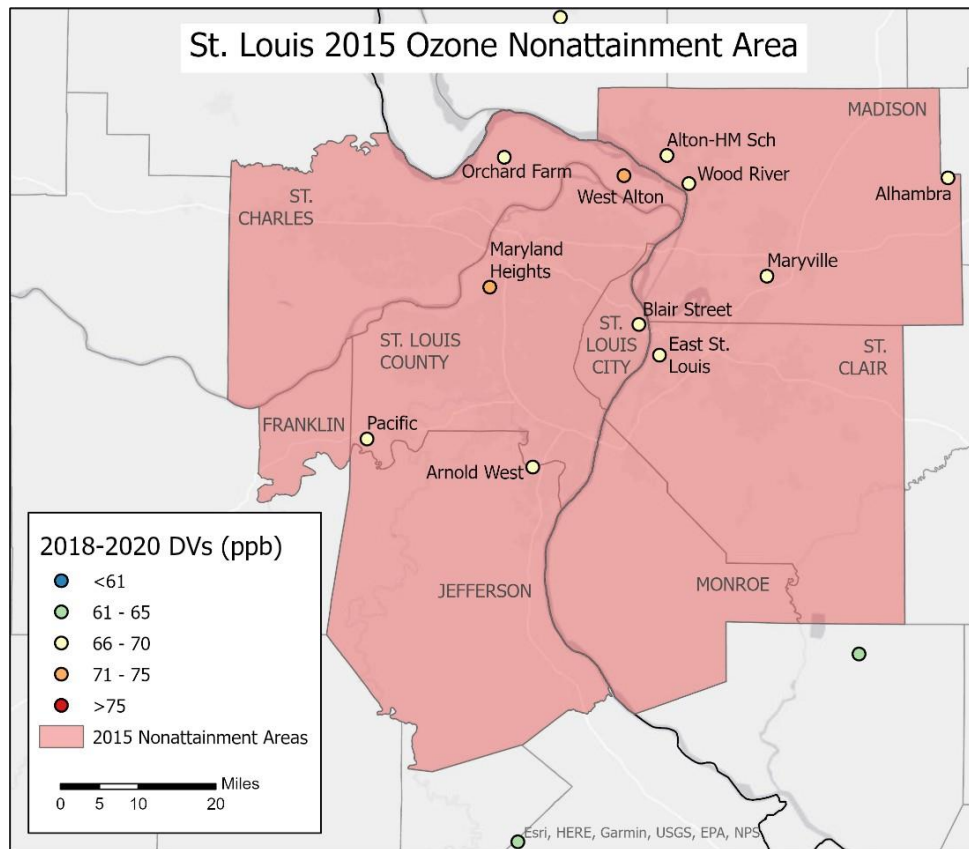 St. Louis 2015 Ozone Nonattainment Area
MADISON
Alton-HM Sch
Orchard Farm
West Alton
Wood River
Alhambra
ST.
CHARLES
Maryland
Heights
Maryville
Blair Street
ST. LOUIS
COUNTY
ST.
LOUIS
CITY
East St.
Louis
ST.
CLAIR
FRANKLIN
Pacific
Arnold West
JEFFERSON
MONROE
2018-2020 DVs (ppb)
<61
61 - 65
66 - 70
71 - 75
>75
2015 Nonattainment Areas
Miles
0 5 10 20
Esri, HERE, Garmin, USGS, EPA, NPS